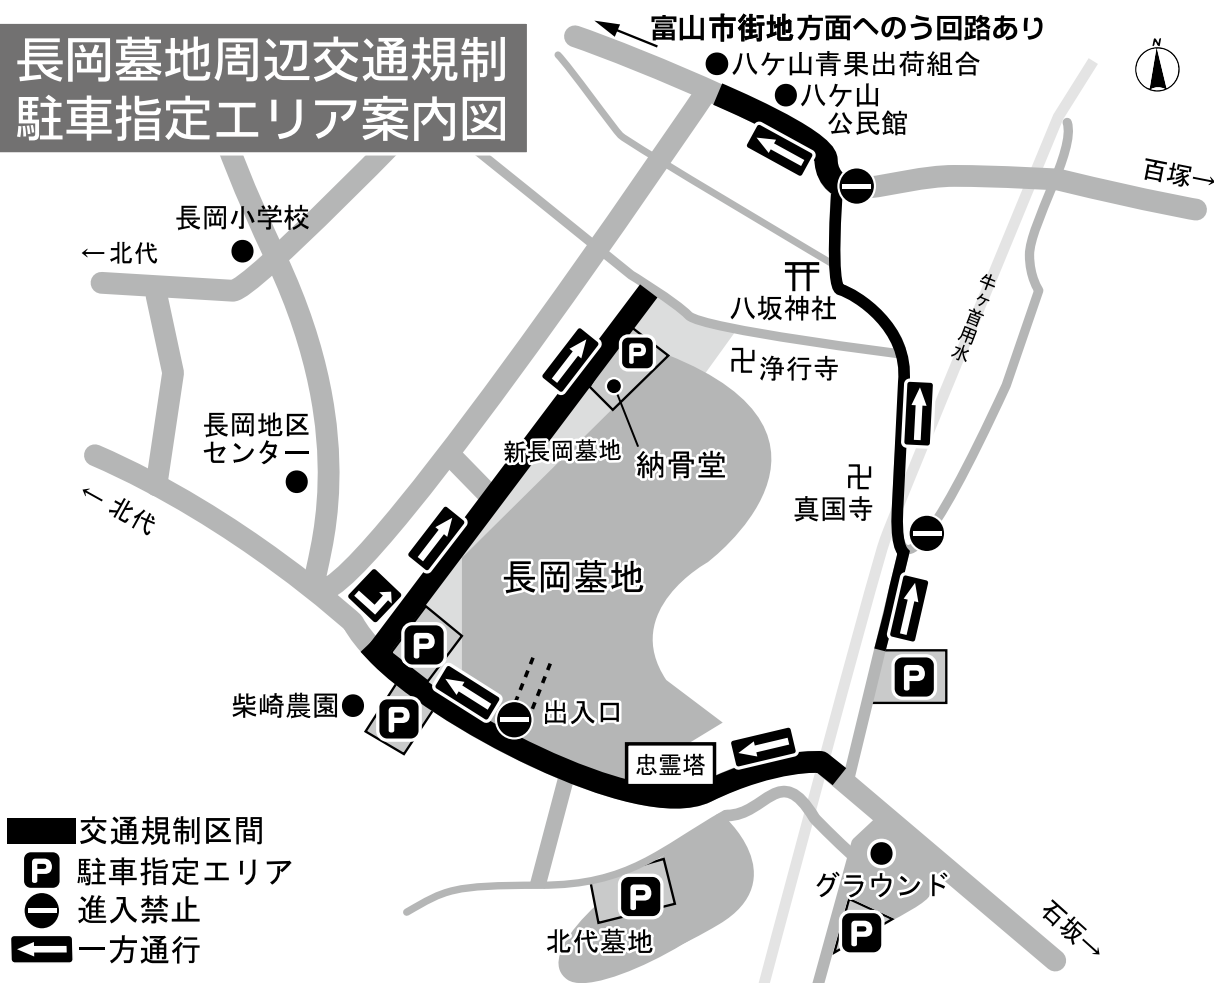 長岡墓地周辺交通規制
駐車指定エリア案内図
富山市街地方面へのう回路あり
N
八ケ山青果出荷組合
八ケ山
公民館
百塚→
長岡小学校
←北代
八坂神社
牛ヶ首用水
P
卍浄行寺
長岡地区
センター
新長岡墓地
納骨堂
卍
真国寺
←北代
長岡墓地
P
P
柴崎農園
P
出入口
忠霊塔
交通規制区間
P 駐車指定エリア
進入禁止
一方通行
グラウンド
P
北代墓地
P
石坂→